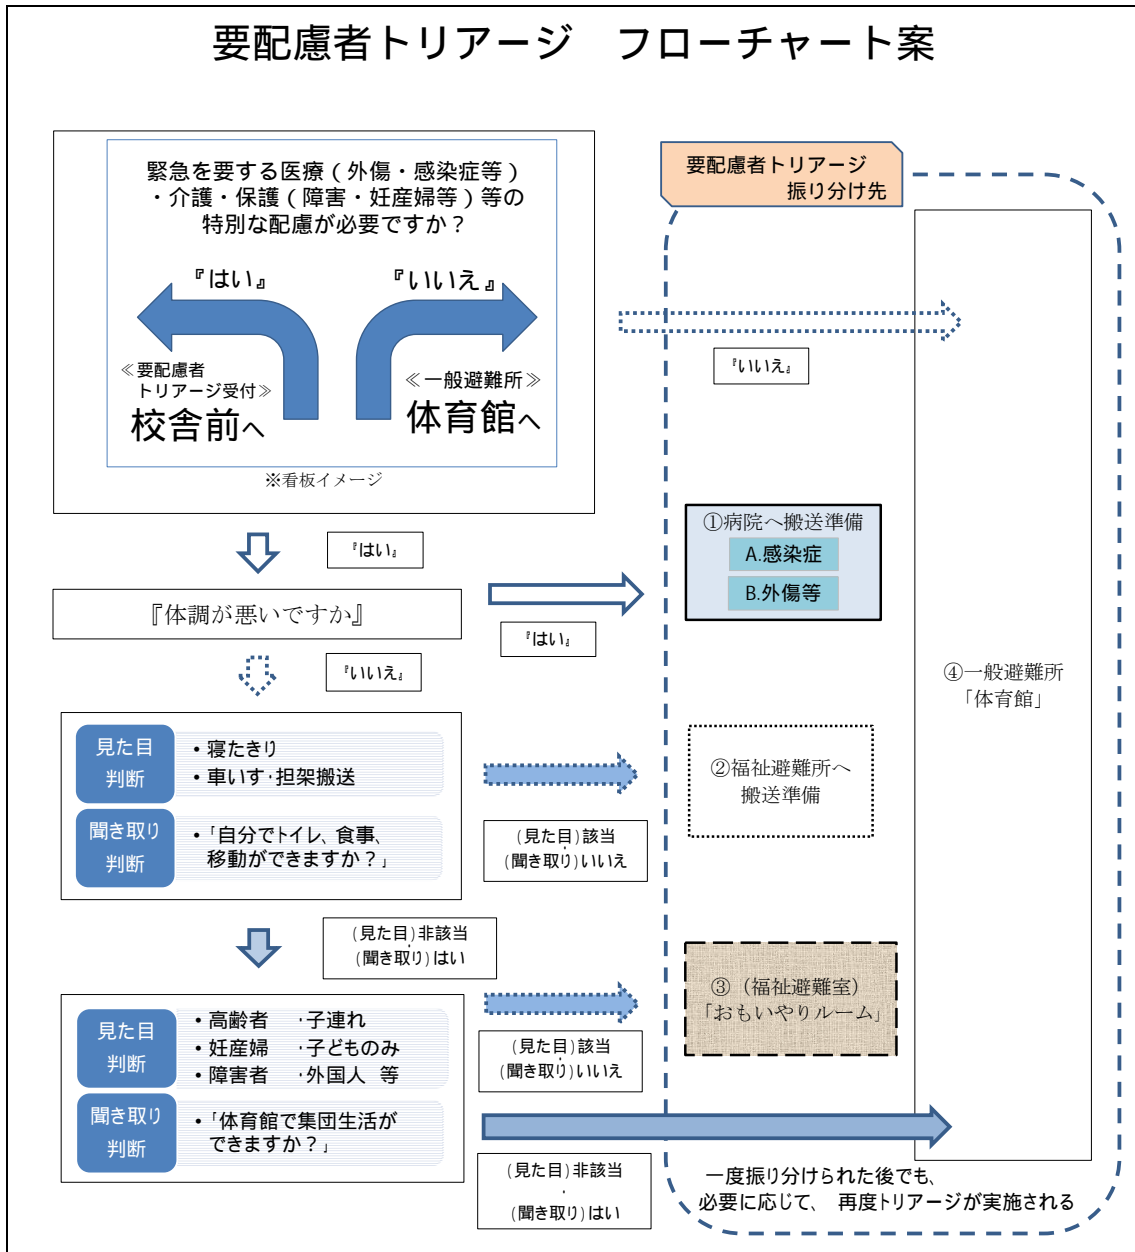 要配慮者トリアージ　フローチャート案
緊急を要する医療（外傷・感染症等）
・介護・保護（障害・妊産婦等）等の
特別な配慮が必要ですか？
『はい』
『いいえ』
≪要配慮者
トリアージ受付≫
校舎前へ
≪一般避難所≫
体育館へ
※看板イメージ
要配慮者トリアージ
振り分け先
『いいえ』
『はい』
①病院へ搬送準備
A.感染症
B.外傷等
『体調が悪いですか』
『はい』
『いいえ』
④一般避難所
「体育館」
見た目
判断
・寝たきり
・車いす・担架搬送
聞き取り
判断
・「自分でトイレ、食事、
移動ができますか？」
(見た目)該当
・
(聞き取り)いいえ
②福祉避難所へ
搬送準備
(見た目)非該当
・
(聞き取り)はい
見た目
判断
・高齢者　・子連れ
・妊産婦　・子どものみ
・障害者　・外国人 等
聞き取り
判断
・「体育館で集団生活が
できますか？」
(見た目)該当
・
(聞き取り)いいえ
③（福祉避難室）
「おもいやりルーム」
(見た目)非該当
・
(聞き取り)はい
一度振り分けられた後でも、
必要に応じて、 再度トリアージが実施される